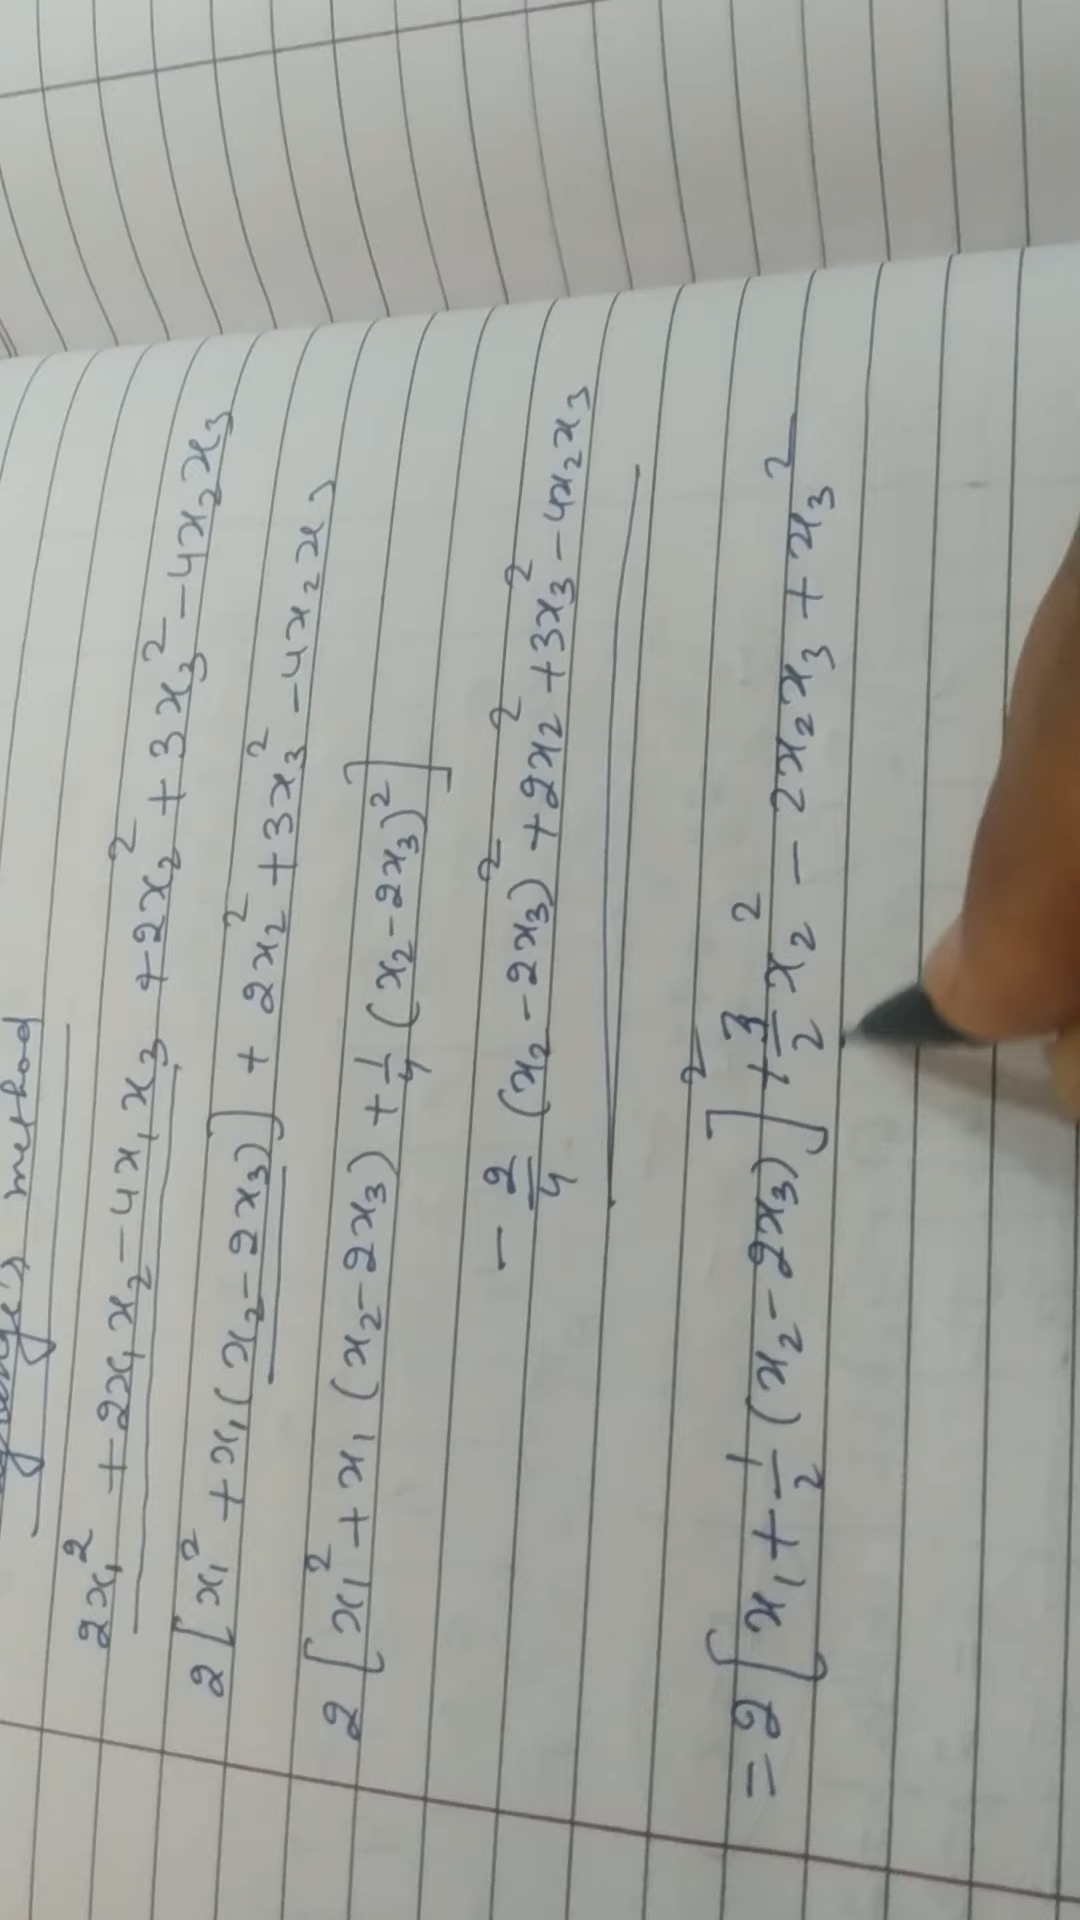 method
2x₁² + 2x₁x₂ - 4x₁x₃ + 2x₂² + 3x₃² - 4x₂x₃
2[x₁² + x₁(x₂ - 2x₃)] + 2x₂² + 3x₃² - 4x₂x₃
2[x₁² + x₁(x₂ - 2x₃) + 1/4 (x₂ - 2x₃)²]
- 2/4 (x₂ - 2x₃)² + 2x₂² + 3x₃² - 4x₂x₃
= 2[x₁ + 1/2 (x₂ - 2x₃)]² + 3/2 x₂² - 2x₂x₃ + x₃²